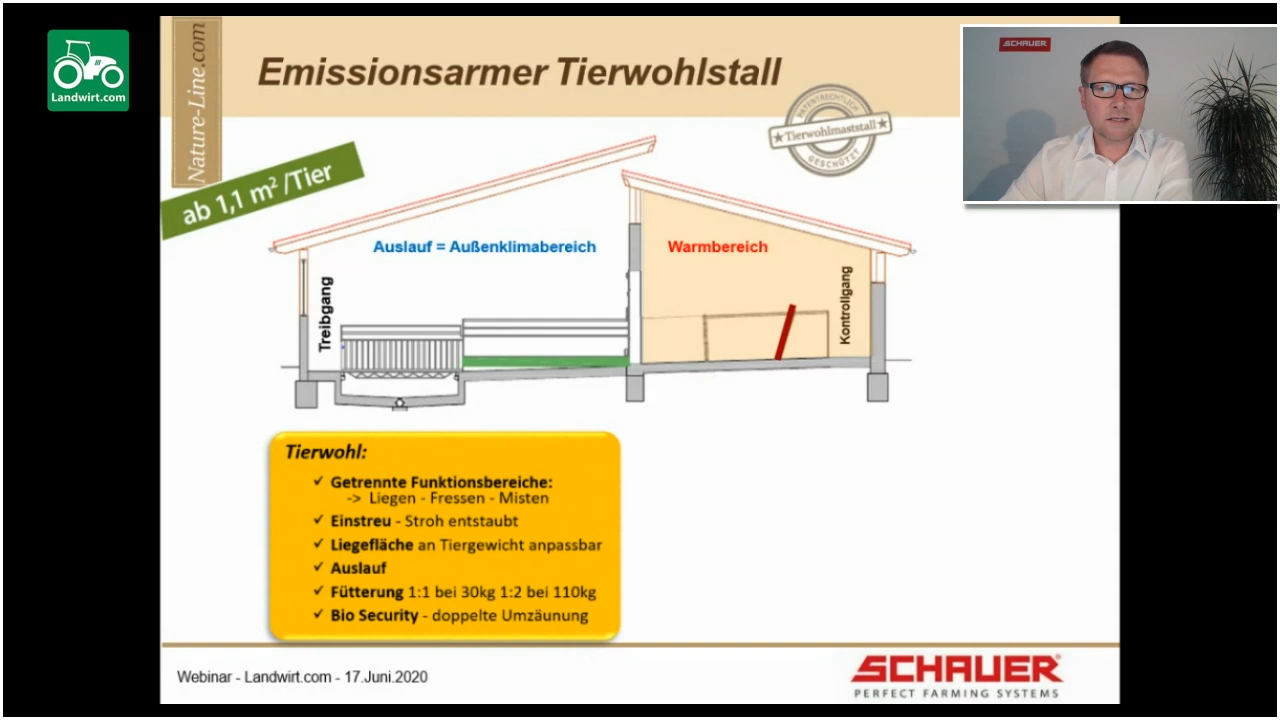 Landwirt.com
Nature-Line.com
Emissionsarmer Tierwohlstall
SCHAUER
PATENTRECHTLICH
Tierwohlmaststall
GESCHÜTZT
ab 1,1 m² /Tier
Auslauf = Außenklimabereich
Warmbereich
Treibgang
Kontrollgang
Tierwohl:
✓ Getrennte Funktionsbereiche:
-> Liegen - Fressen - Misten
✓ Einstreu - Stroh entstaubt
✓ Liegefläche an Tiergewicht anpassbar
✓ Auslauf
✓ Fütterung 1:1 bei 30kg 1:2 bei 110kg
✓ Bio Security - doppelte Umzäunung
Webinar - Landwirt.com - 17.Juni.2020
SCHAUER®
PERFECT FARMING SYSTEMS